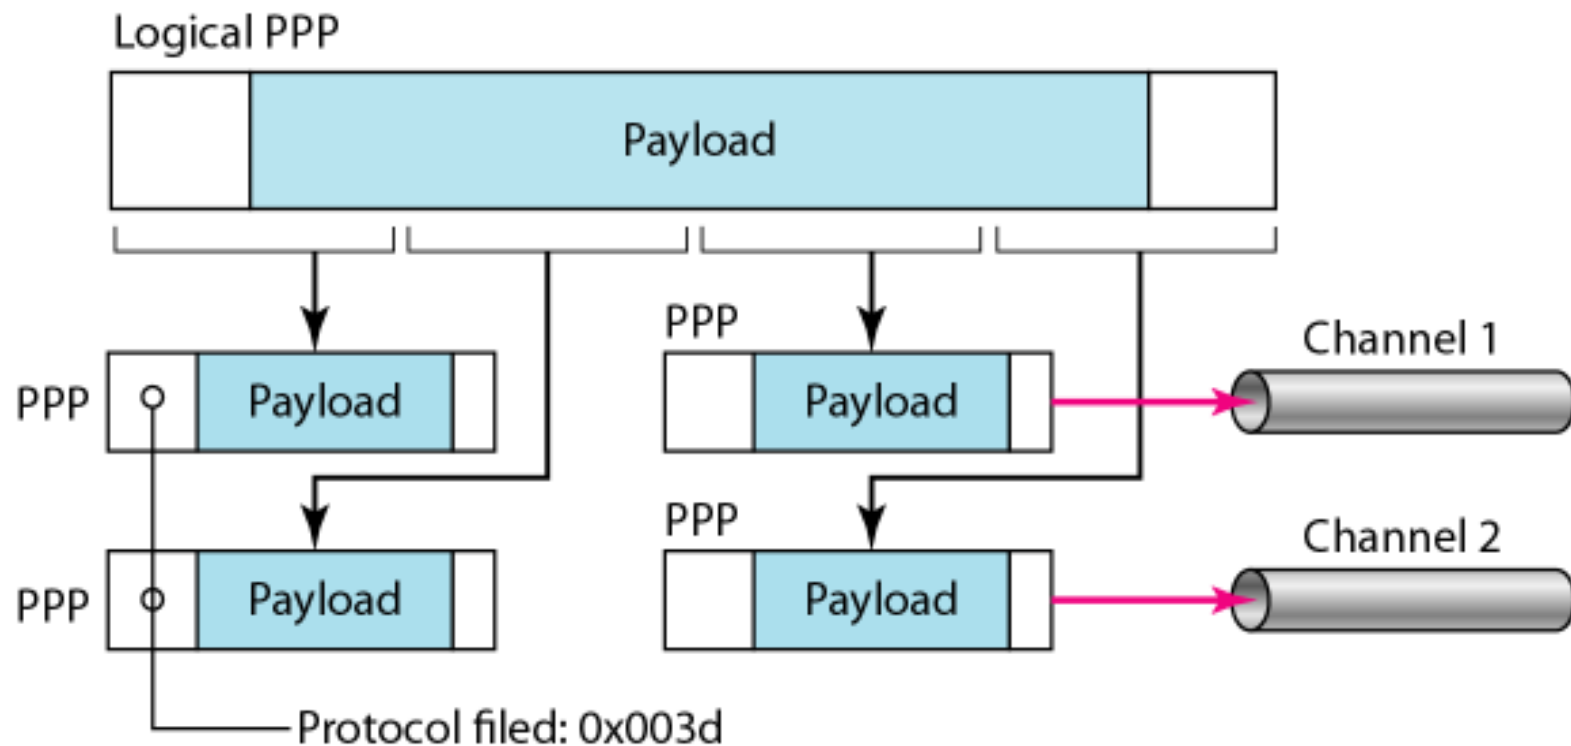 Logical PPP
Payload
PPP
Channel 1
PPP
Payload
Payload
PPP
Channel 2
PPP
Payload
Payload
Protocol filed: 0x003d